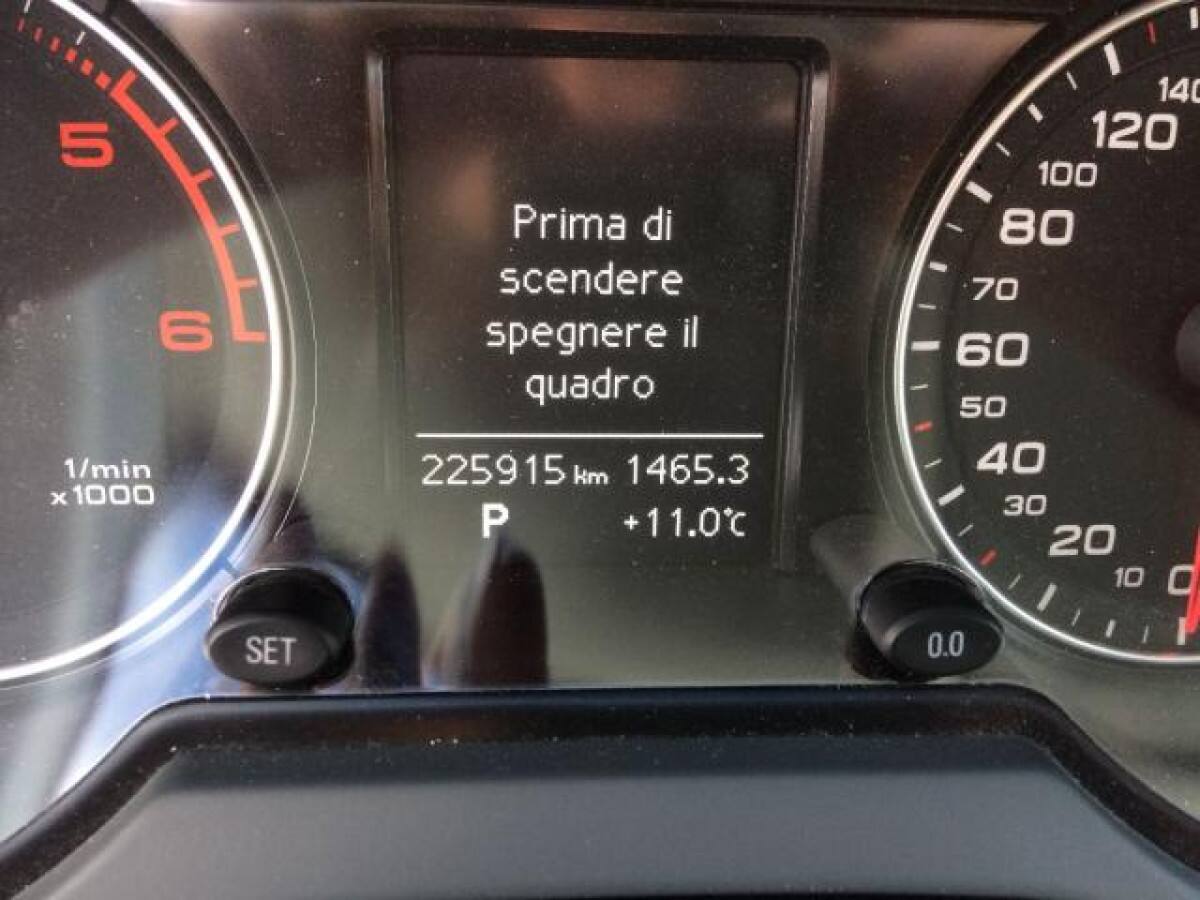 5
6
1/min
x1000
Prima di
scendere
spegnere il
quadro
225915 km 1465.3
P +11.0°C
SET
0.0
140
120
100
80
70
60
50
40
30
20
10
0